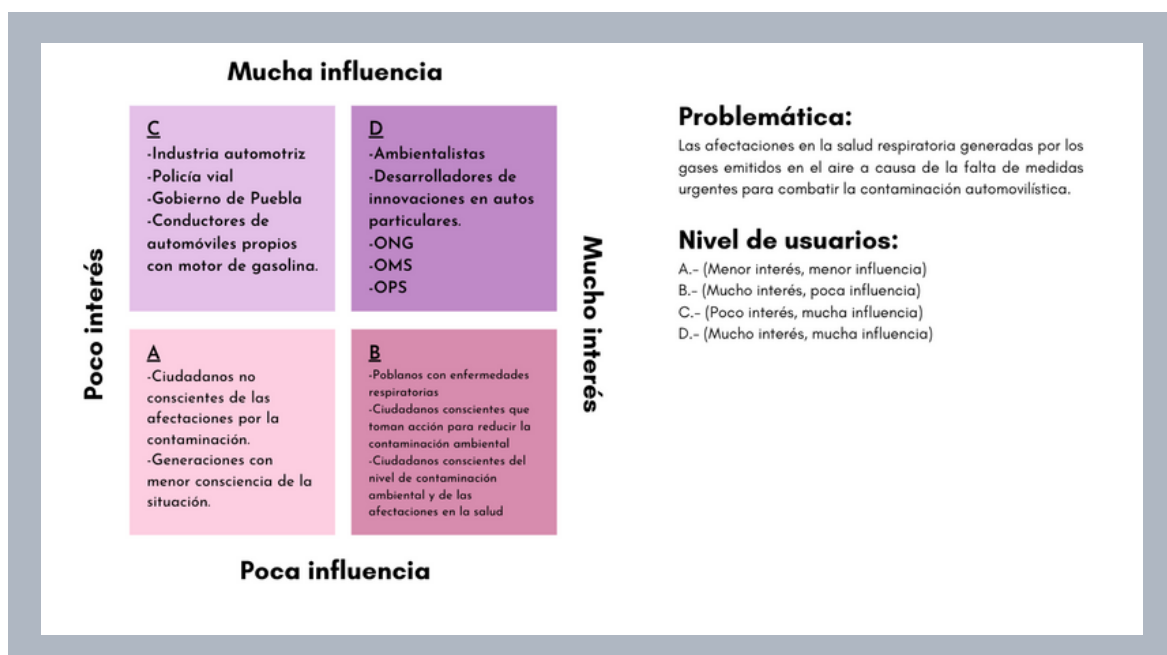 Mucha influencia
C
-Industria automotriz
-Policía vial
-Gobierno de Puebla
-Conductores de
automóviles propios
con motor de gasolina.
D
-Ambientalistas
-Desarrolladores de
innovaciones en autos
particulares.
-ONG
-OMS
-OPS
Poco interés
Mucho interés
A
-Ciudadanos no
conscientes de las
afectaciones por la
contaminación.
-Generaciones con
menor consciencia de la
situación.
B
-Poblanos con enfermedades
respiratorias
-Ciudadanos conscientes que
toman acción para reducir la
contaminación ambiental
-Ciudadanos conscientes del
nivel de contaminación
ambiental y de las
afectaciones en la salud
Poca influencia
Problemática:
Las afectaciones en la salud respiratoria generadas por los
gases emitidos en el aire a causa de la falta de medidas
urgentes para combatir la contaminación automovilística.
Nivel de usuarios:
A.- (Menor interés, menor influencia)
B.- (Mucho interés, poca influencia)
C.- (Poco interés, mucha influencia)
D.- (Mucho interés, mucha influencia)